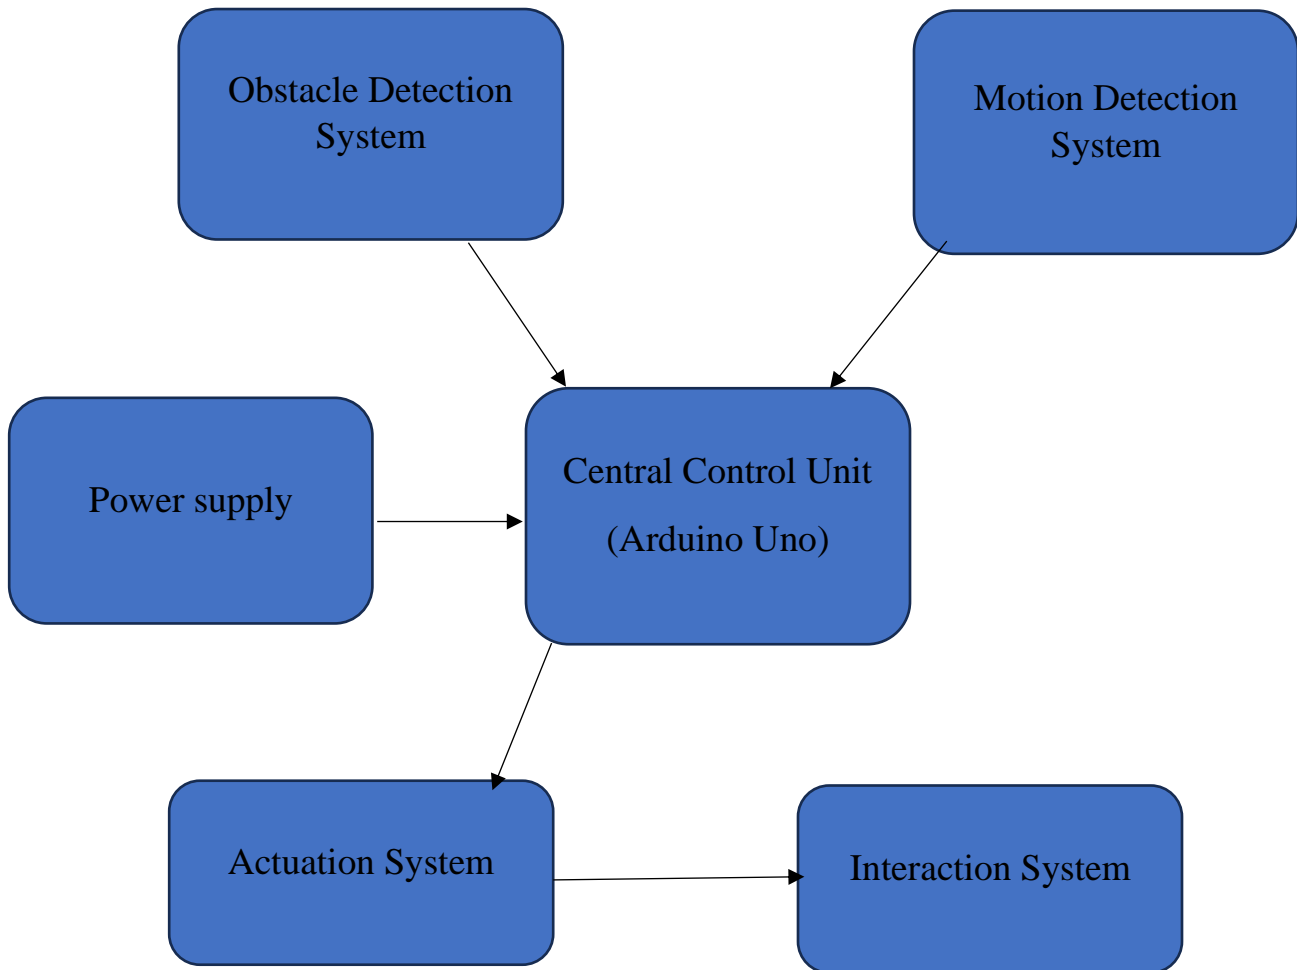 Obstacle Detection
System
Motion Detection
System
Power supply
Central Control Unit
(Arduino Uno)
Actuation System
Interaction System